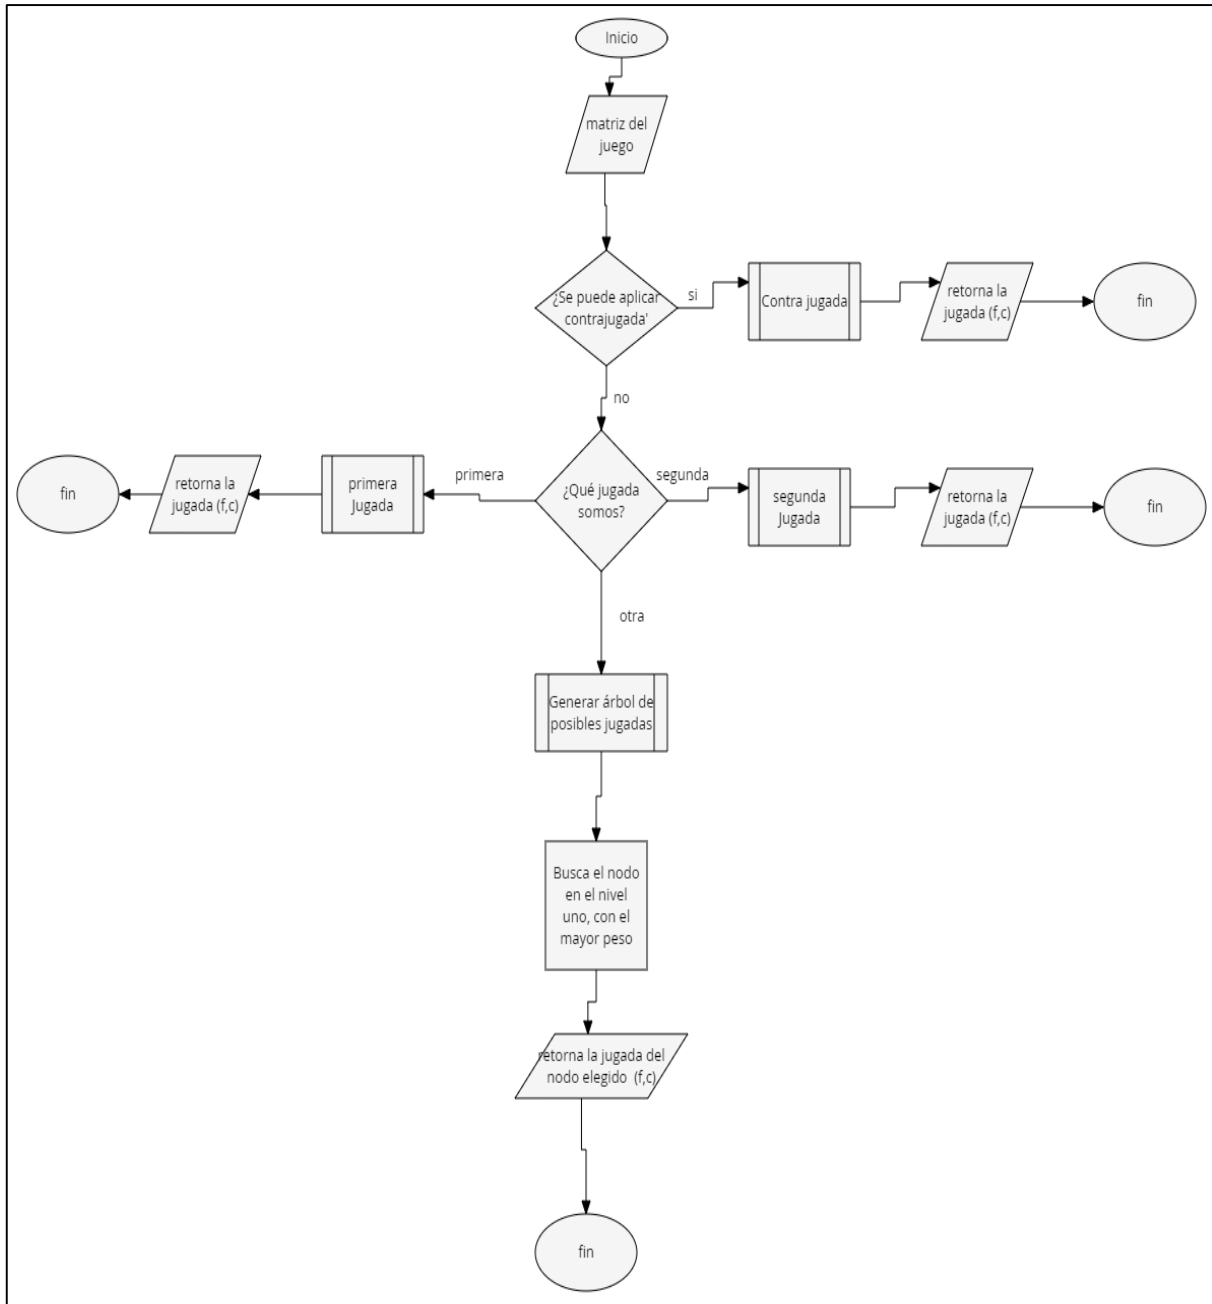 Inicio
matriz del
juego
¿Se puede aplicar
contrajugada'
si
Contra jugada
retorna la
jugada (f,c)
fin
no
fin
retorna la
jugada (f,c)
primera
Jugada
primera
¿Qué jugada
somos?
segunda
segunda
Jugada
retorna la
jugada (f,c)
fin
otra
Generar árbol de
posibles jugadas
Busca el nodo
en el nivel
uno, con el
mayor peso
retorna la jugada del
nodo elegido (f,c)
fin